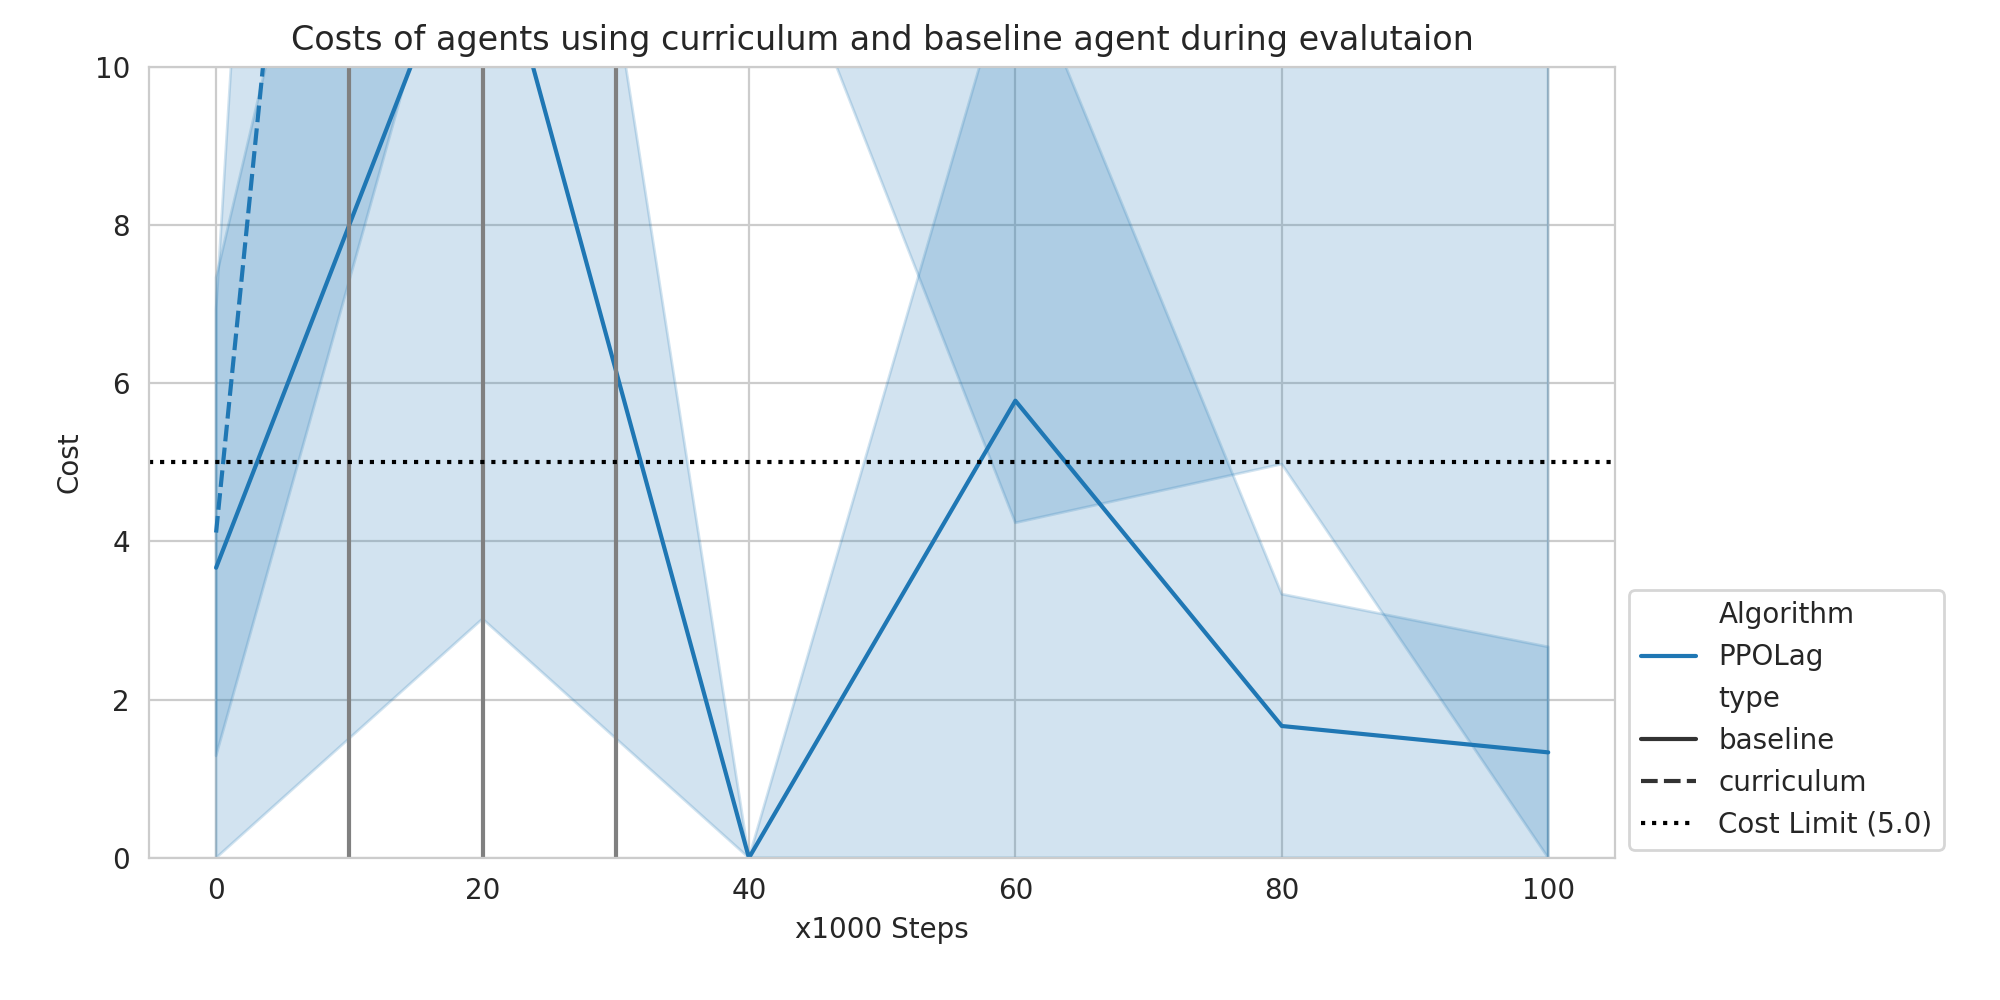 Costs of agents using curriculum and baseline agent during evalutaion
10
8
6
4
2
0
Cost
0 20 40 60 80 100
x1000 Steps
Algorithm
PPOLag
type
baseline
curriculum
Cost Limit (5.0)